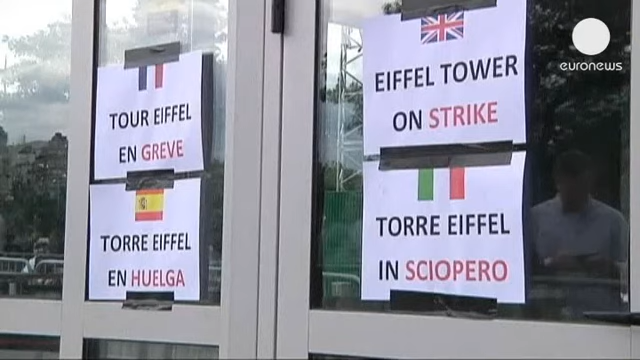 TOUR EIFFEL
EN GREVE
TORRE EIFFEL
EN HUELGA
EIFFEL TOWER
ON STRIKE
TORRE EIFFEL
IN SCIOPERO
euronews